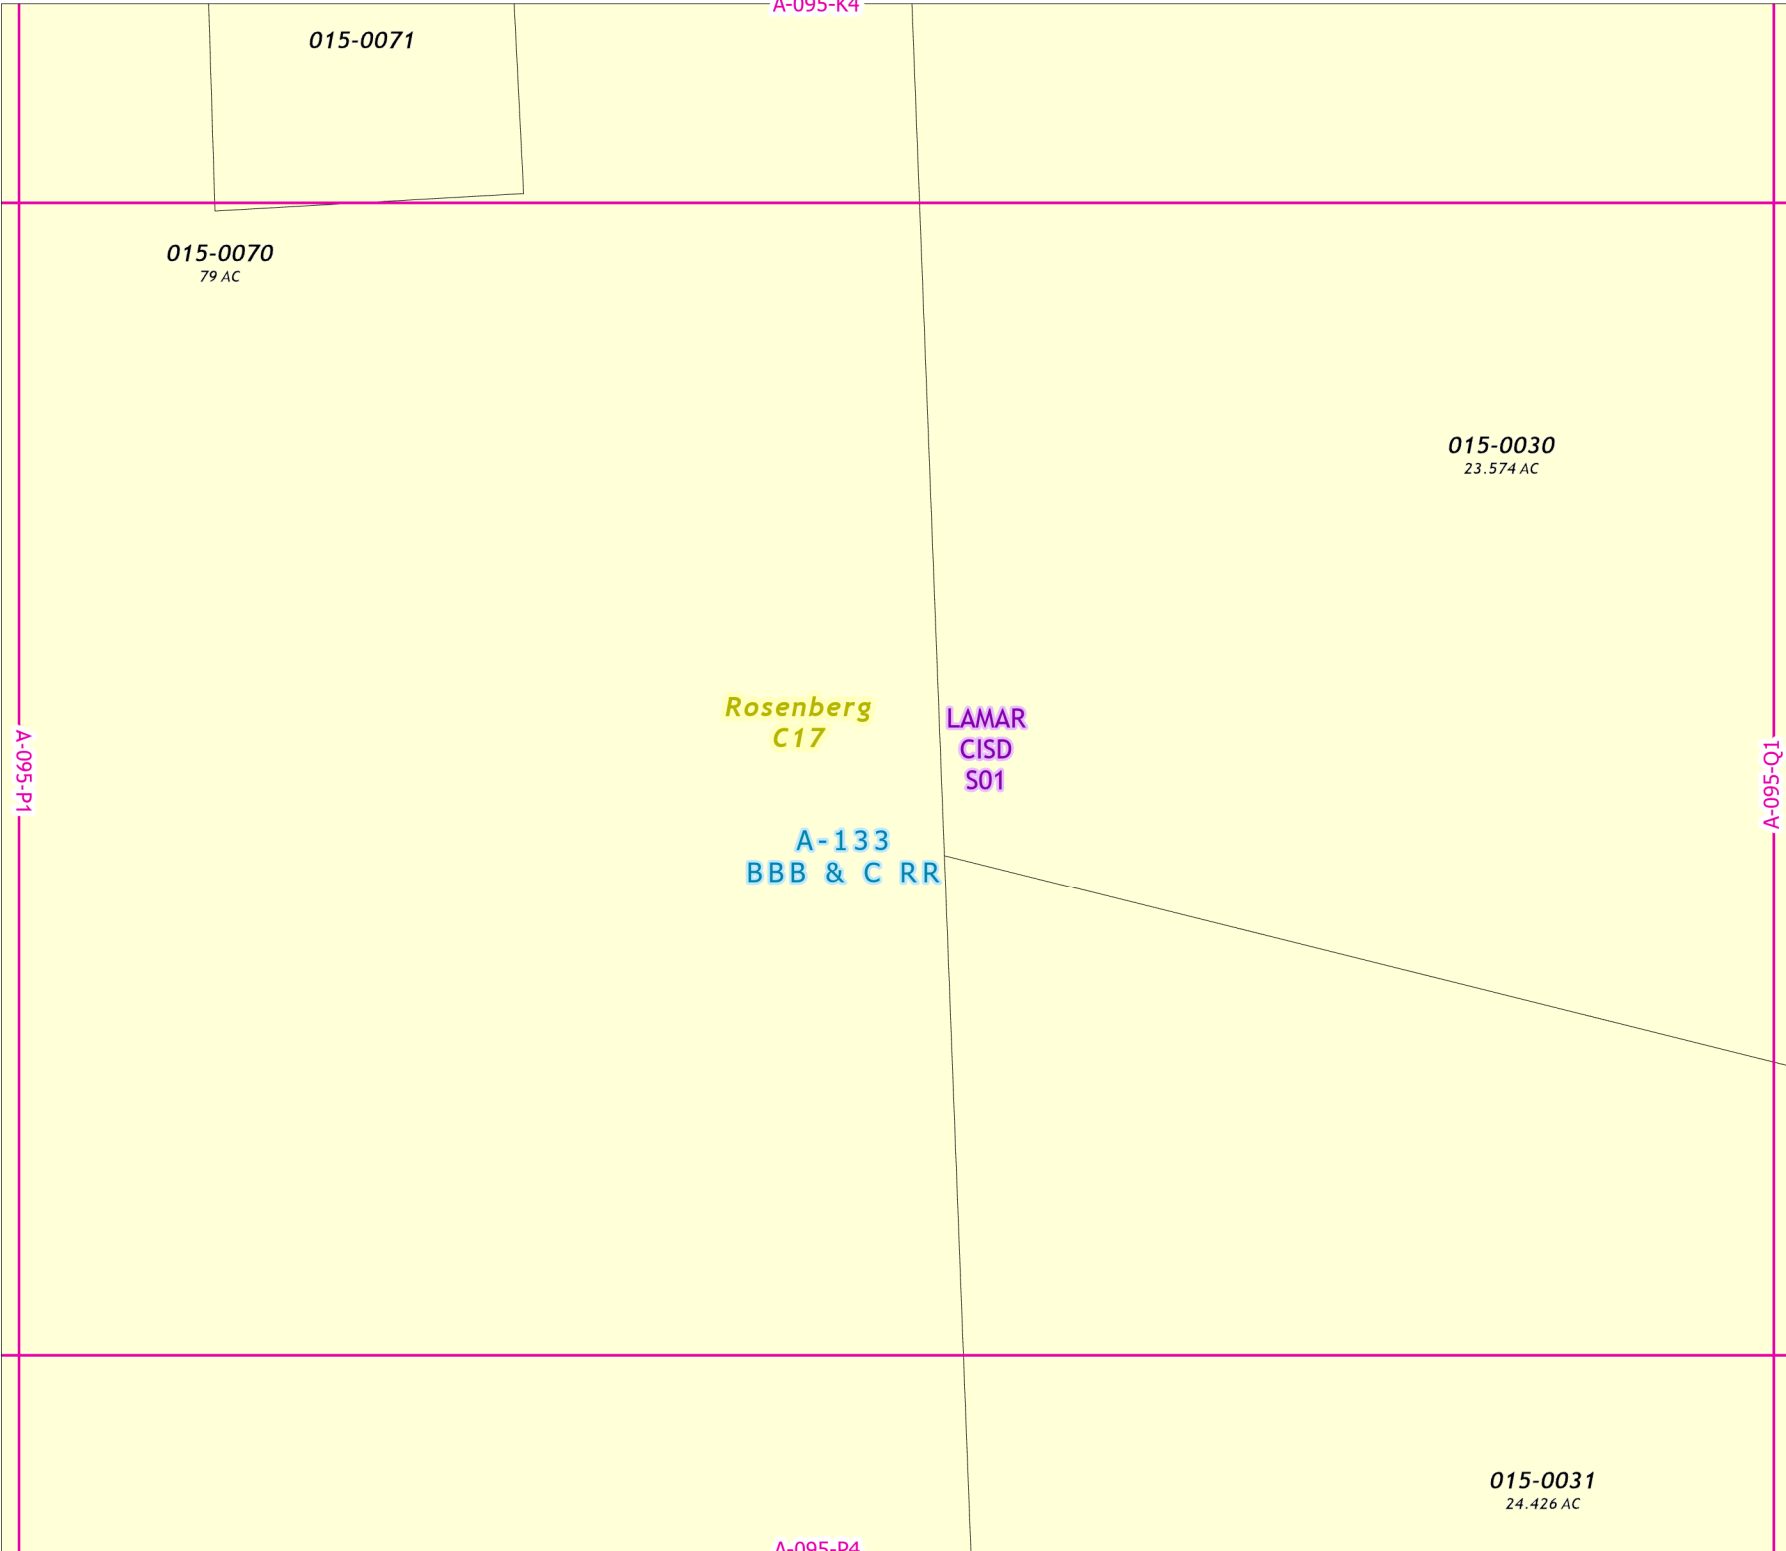 A-095-K4
015-0071
015-0070
79 AC
015-0030
23.574 AC
Rosenberg
C17
LAMAR
CISD
S01
A-095-P1
A-095-Q1
A-133
BBB & C RR
015-0031
24.426 AC
A-095-P4